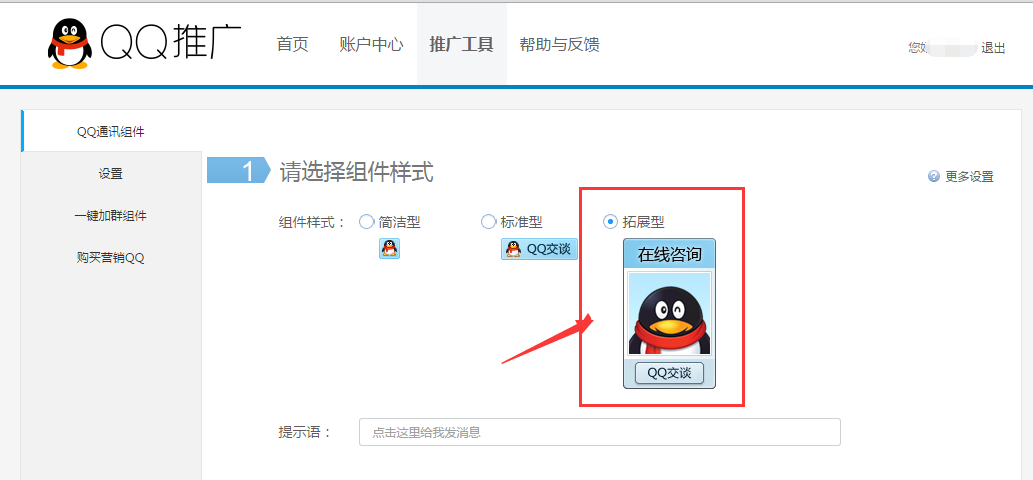 QQ推广
首页 账户中心 推广工具 帮助与反馈
您好 退出
QQ通讯组件
设置
一键加群组件
购买营销QQ
1 请选择组件样式
更多设置
组件样式： 简洁型 标准型 拓展型
QQ交谈
在线咨询
QQ交谈
提示语： 点击这里给我发消息